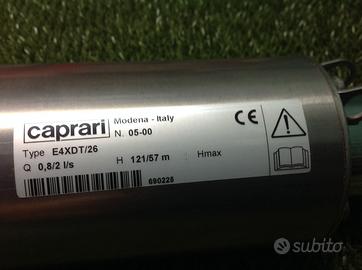 caprari
Modena - Italy
N. 05-00
Type E4XDT/26
Q 0,8/2 l/s H 121/57 m Hmax
690225
CE
subito